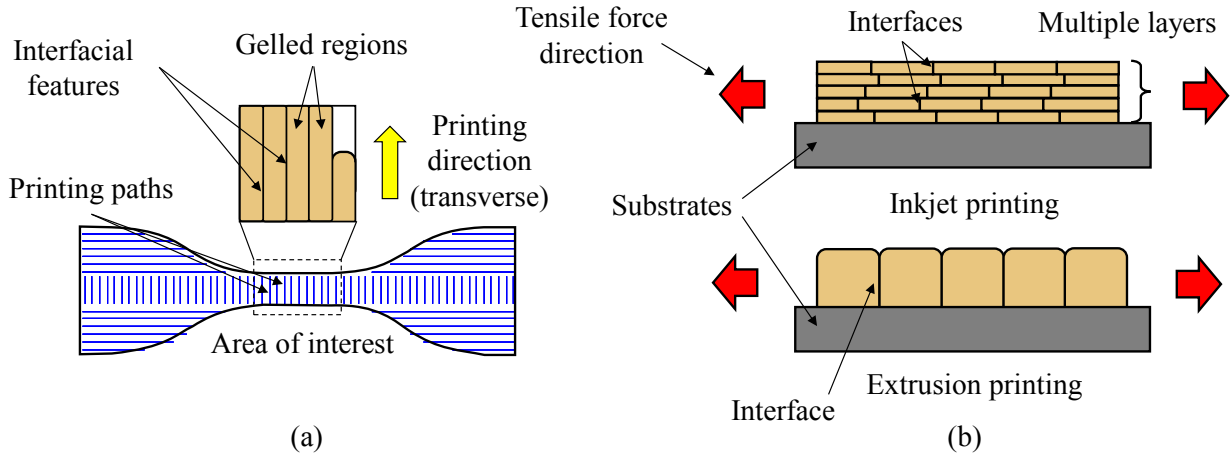 Interfacial
features
Gelled regions
Printing
direction
(transverse)
Printing paths
Area of interest
(a)
Tensile force
direction
Interfaces
Multiple layers
Substrates
Inkjet printing
Interface
Extrusion printing
(b)